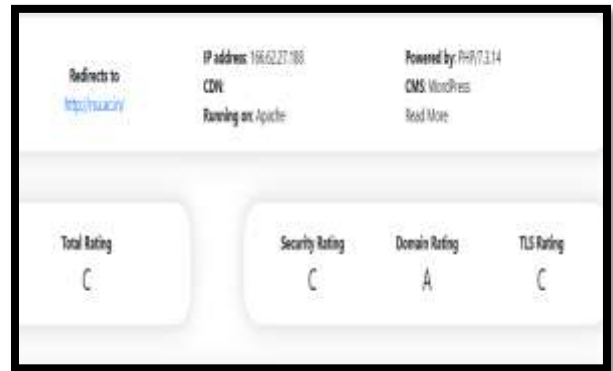 Redirects to
IP address: 166.62.27.188
CDN:
Running on: Apache
Powered by: PHP/7.3.14
CMS: WordPress
Read More
Total Rating
C
Security Rating
C
Domain Rating
A
TLS Rating
C